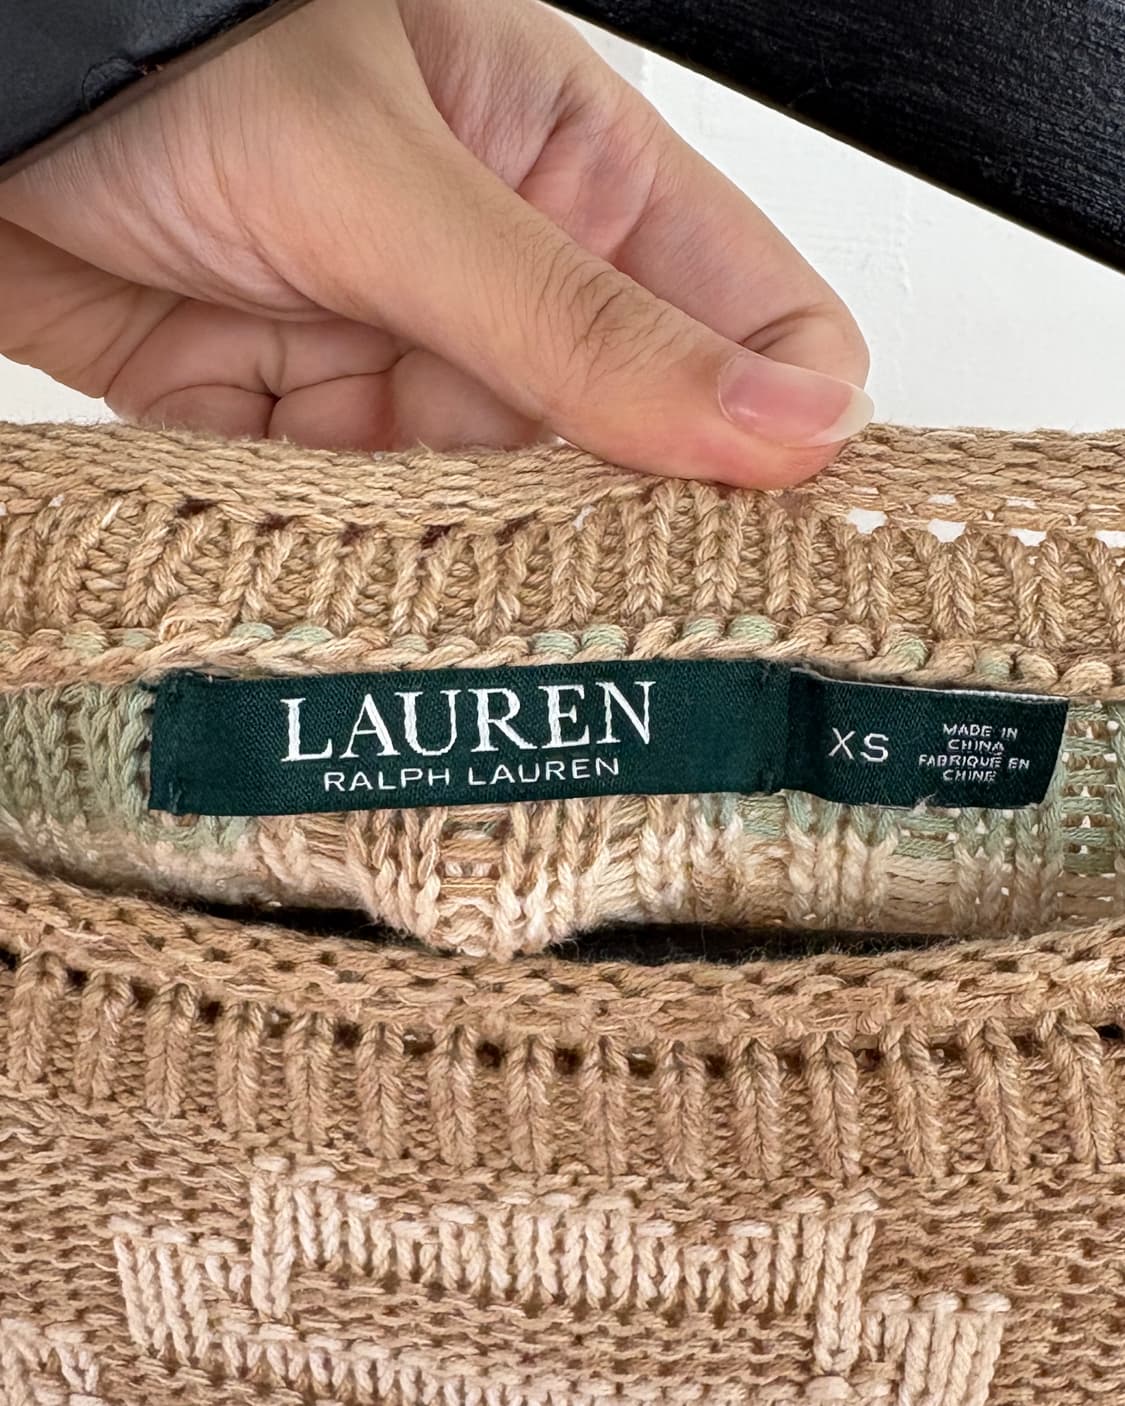 LAUREN
RALPH LAUREN
XS
MADE IN
CHINA
FABRIQUÉ EN
CHINE